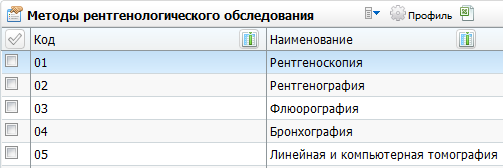 Методы рентгенологического обследования Профиль
Код Наименование
01 Рентгеноскопия
02 Рентгенография
03 Флюорография
04 Бронхография
05 Линейная и компьютерная томография